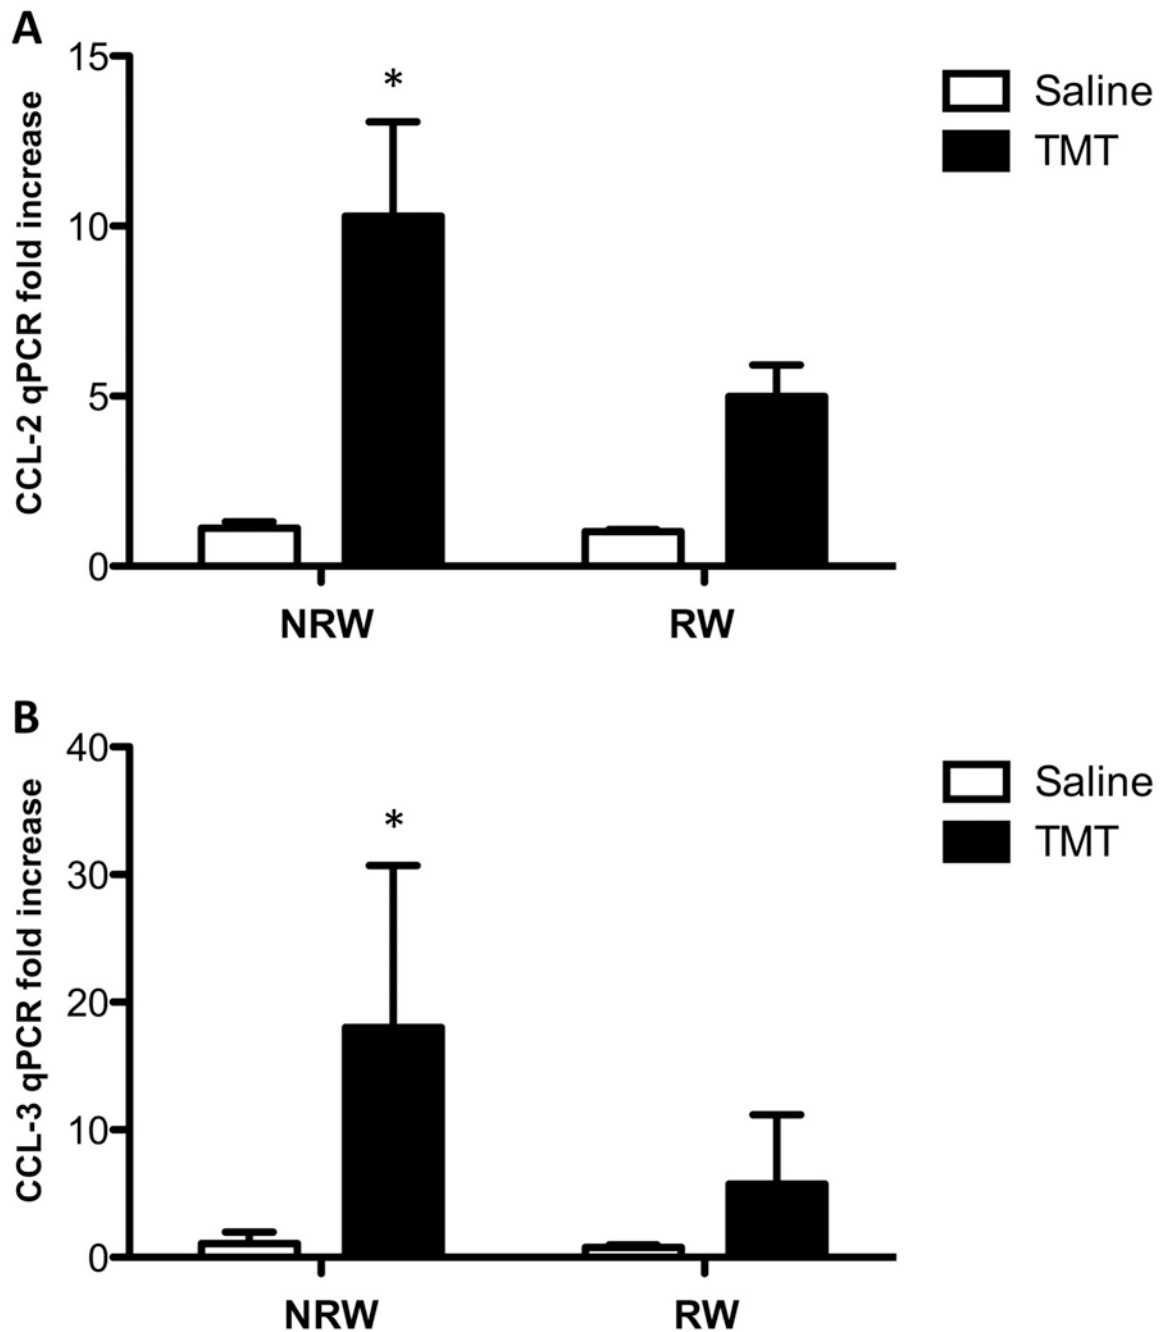 A
CCL-2 qPCR fold increase
15
10
5
0
*
NRW
RW
Saline
TMT
B
CCL-3 qPCR fold increase
40
30
20
10
0
*
NRW
RW
Saline
TMT